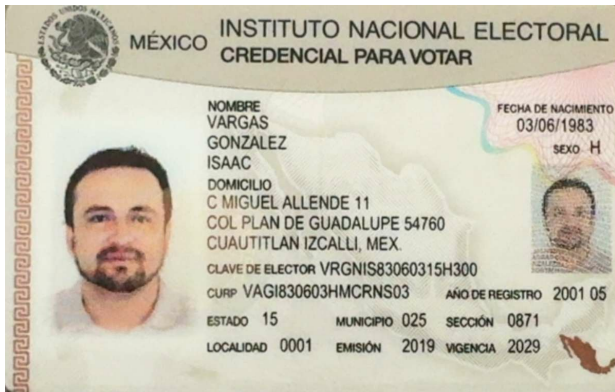 MÉXICO
INSTITUTO NACIONAL ELECTORAL
CREDENCIAL PARA VOTAR
NOMBRE
VARGAS
GONZALEZ
ISAAC
FECHA DE NACIMIENTO
03/06/1983
SEXO H
DOMICILIO
C MIGUEL ALLENDE 11
COL PLAN DE GUADALUPE 54760
CUAUTITLAN IZCALLI, MEX.
CLAVE DE ELECTOR VRGNIS83060315H300
CURP VAGI830603HMCRNS03 AÑO DE REGISTRO 2001 05
ESTADO 15 MUNICIPIO 025 SECCIÓN 0871
LOCALIDAD 0001 EMISIÓN 2019 VIGENCIA 2029